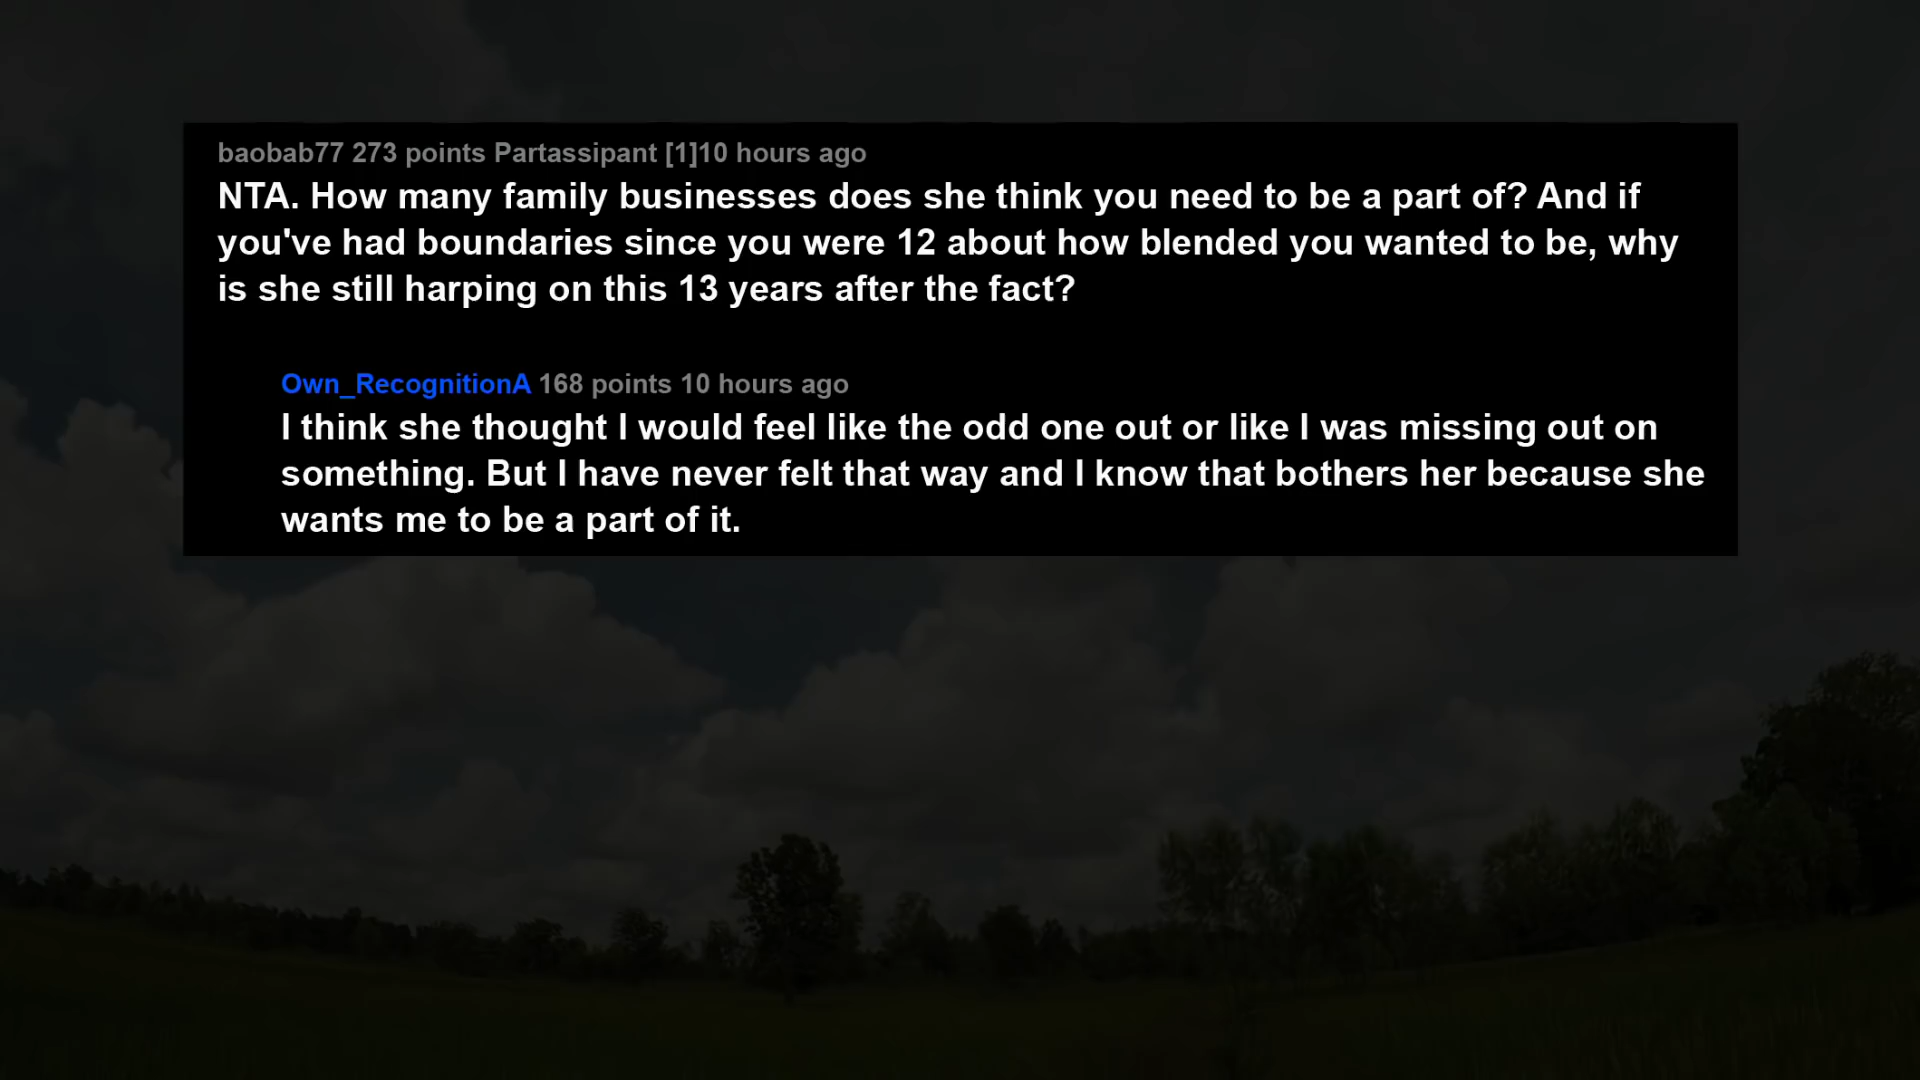 baobab77 273 points Partassipant [1]10 hours ago
NTA. How many family businesses does she think you need to be a part of? And if
you've had boundaries since you were 12 about how blended you wanted to be, why
is she still harping on this 13 years after the fact?
Own_RecognitionA 168 points 10 hours ago
I think she thought I would feel like the odd one out or like I was missing out on
something. But I have never felt that way and I know that bothers her because she
wants me to be a part of it.